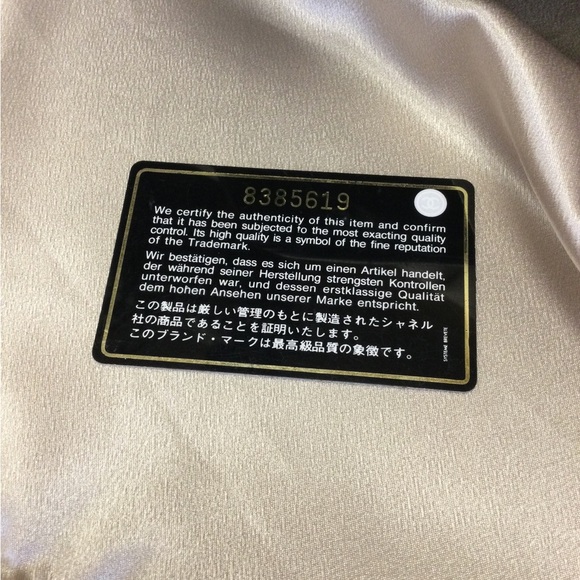 8385619
We certify the authenticity of this item and confirm
that it has been subjected to the most exacting quality
control. Its high quality is a symbol of the fine reputation
of the Trademark.
Wir bestätigen, dass es sich um einen Artikel handelt,
der während seiner Herstellung strengsten Kontrollen
unterworfen war, und dessen erstklassige Qualität
dem hohen Ansehen unserer Marke entspricht.
この製品は厳しい管理のもとに製造されたシャネル
社の商品であることを証明いたします。
このブランド・マークは最高級品質の象徴です。
SYSTEME BREVETE